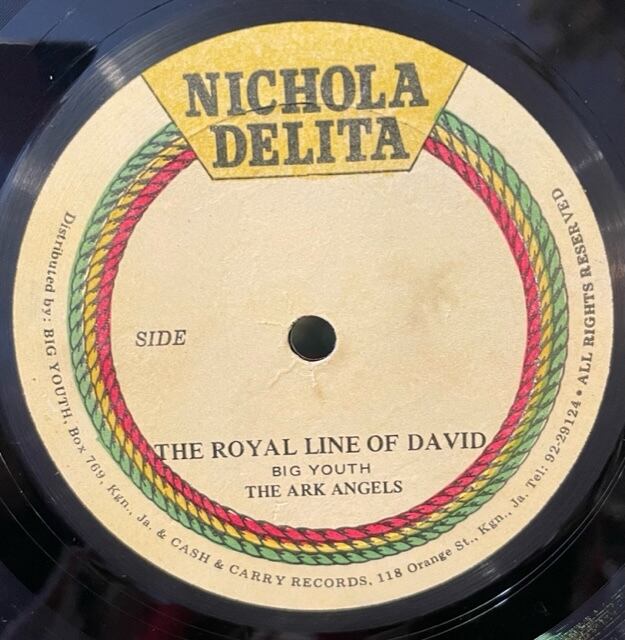 NICHOLA
DELITA
SIDE
THE ROYAL LINE OF DAVID
BIG YOUTH
THE ARK ANGELS
Distributed by: BIG YOUTH, Box 769, Kgn., Ja. & CASH & CARRY RECORDS, 118 Orange St., Kgn., Ja. Tel: 92-29124 • ALL RIGHTS RESERVED